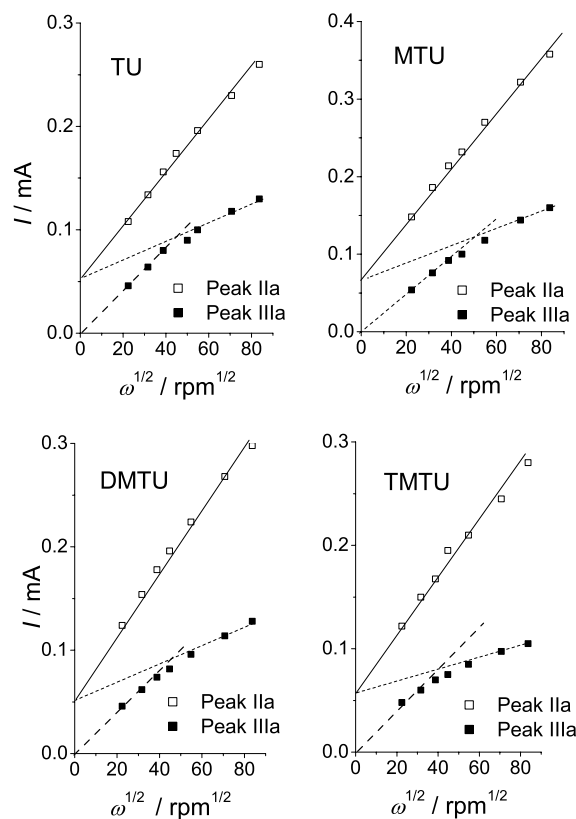 TU
0.3
0.2
0.1
0.0
I / mA
Peak IIa
Peak IIIa
0 20 40 60 80
ω1/2 / rpm1/2
MTU
0.4
0.3
0.2
0.1
0.0
Peak IIa
Peak IIIa
0 20 40 60 80
ω1/2 / rpm1/2
DMTU
0.3
0.2
0.1
0.0
I / mA
Peak IIa
Peak IIIa
0 20 40 60 80
ω1/2 / rpm1/2
TMTU
0.3
0.2
0.1
0.0
Peak IIa
Peak IIIa
0 20 40 60 80
ω1/2 / rpm1/2